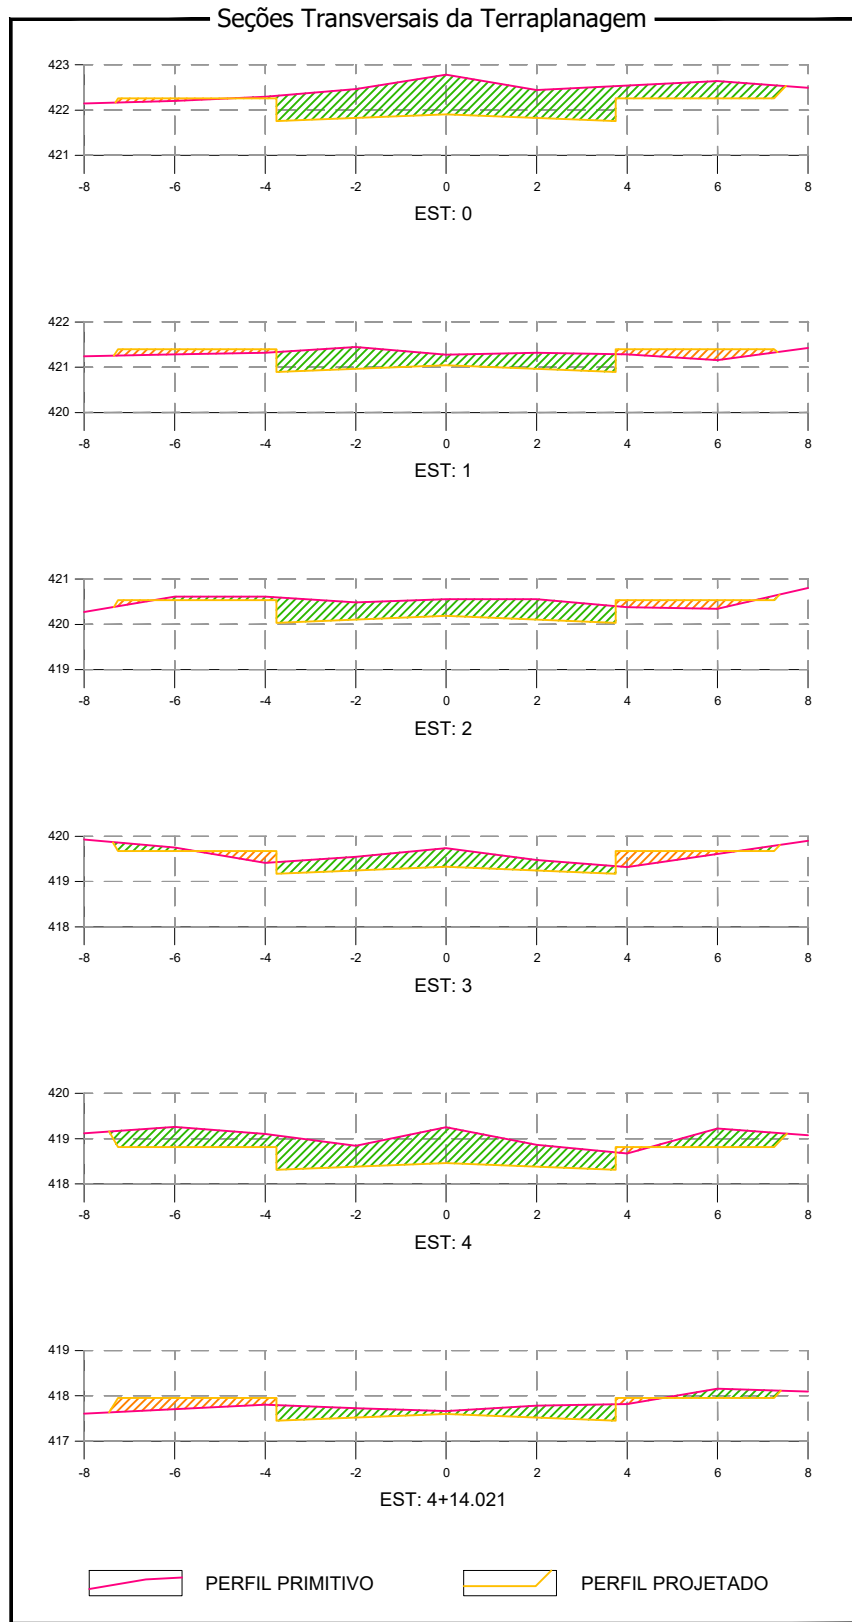 Seções Transversais da Terraplanagem
423
422
421
-8 -6 -4 -2 0 2 4 6 8
EST: 0
422
421
420
-8 -6 -4 -2 0 2 4 6 8
EST: 1
421
420
419
-8 -6 -4 -2 0 2 4 6 8
EST: 2
420
419
418
-8 -6 -4 -2 0 2 4 6 8
EST: 3
420
419
418
-8 -6 -4 -2 0 2 4 6 8
EST: 4
419
418
417
-8 -6 -4 -2 0 2 4 6 8
EST: 4+14.021
PERFIL PRIMITIVO PERFIL PROJETADO